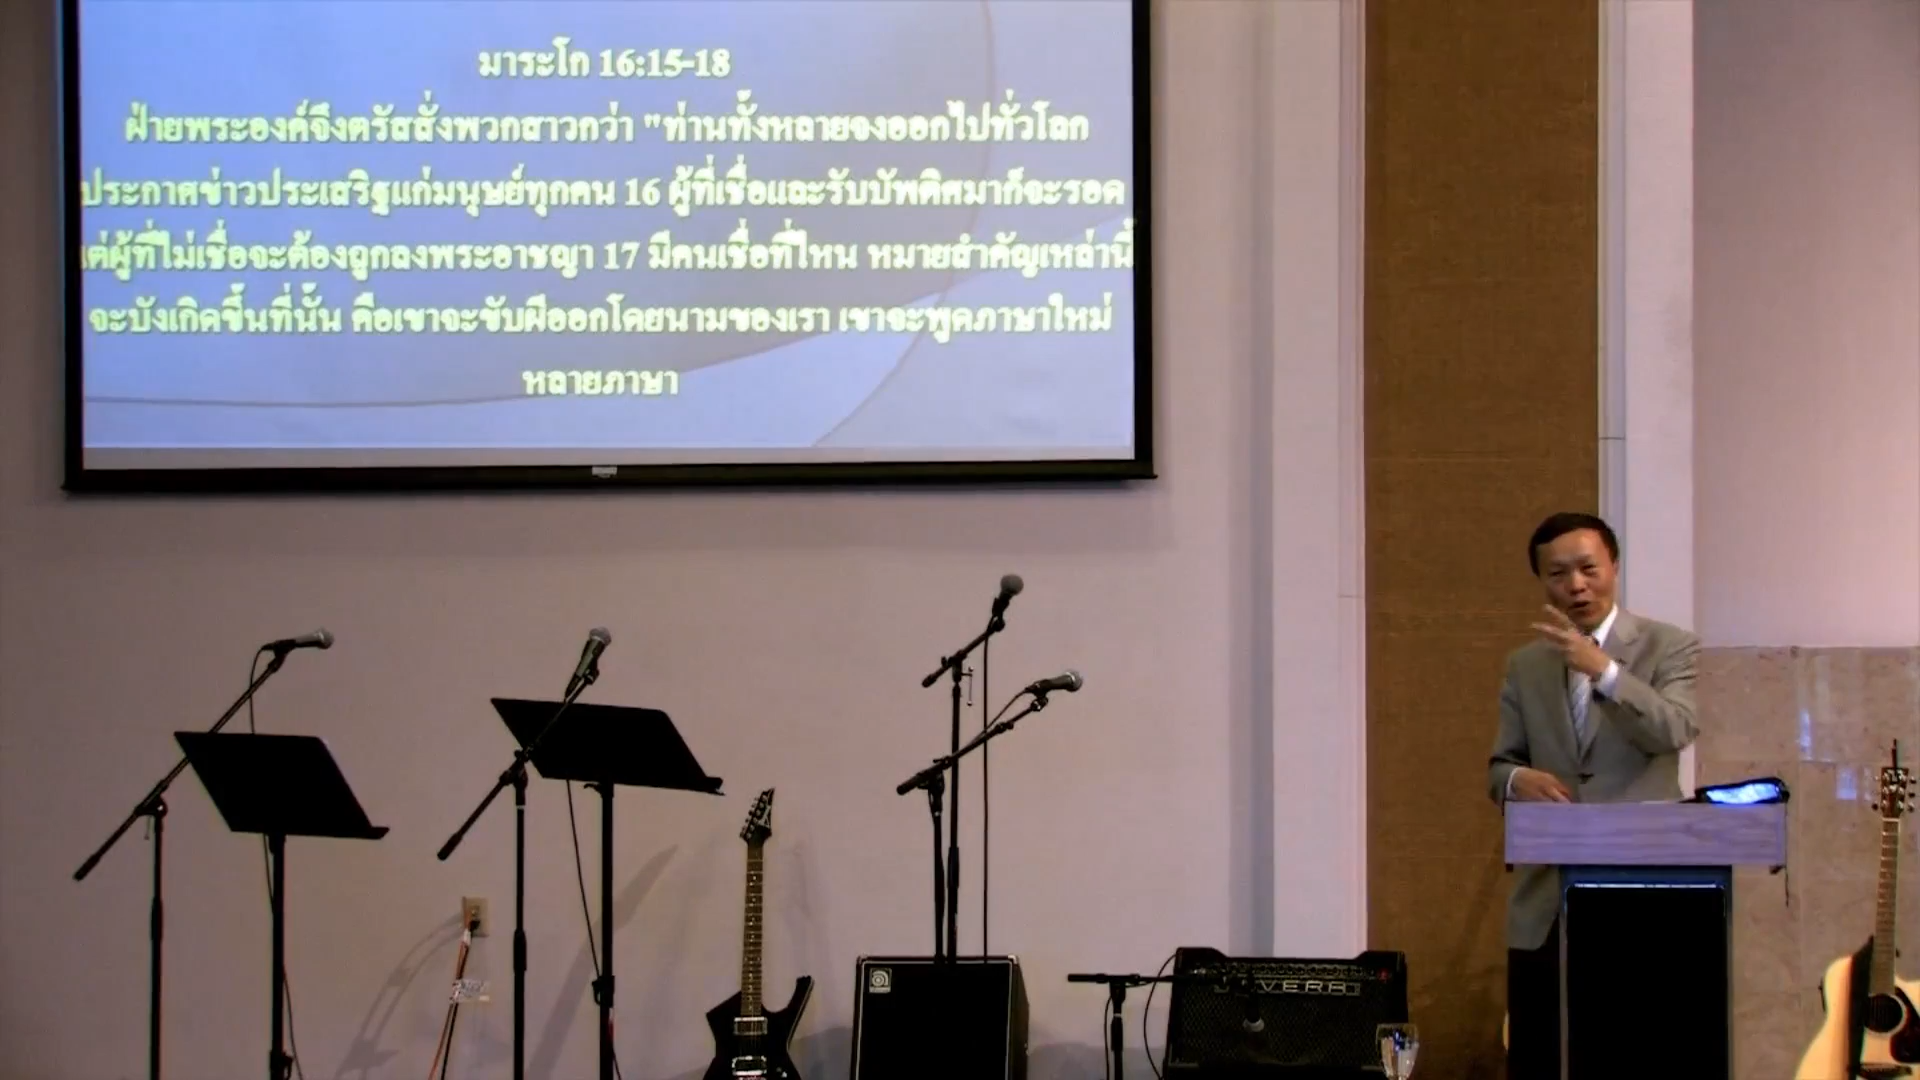 มาระโก 16:15-18
ฝ่ายพระองค์จึงตรัสสั่งพวกสาวกว่า "ท่านทั้งหลายจงออกไปทั่วโลก
ประกาศข่าวประเสริฐแก่มนุษย์ทุกคน 16 ผู้ที่เชื่อและรับบัพติศมาก็จะรอด
แต่ผู้ที่ไม่เชื่อจะต้องถูกลงพระอาชญา 17 มีคนเชื่อที่ไหน หมายสำคัญเหล่านี้
จะบังเกิดขึ้นที่นั้น คือเขาจะขับผีออกโดยนามของเรา เขาจะพูดภาษาใหม่
หลายภาษา